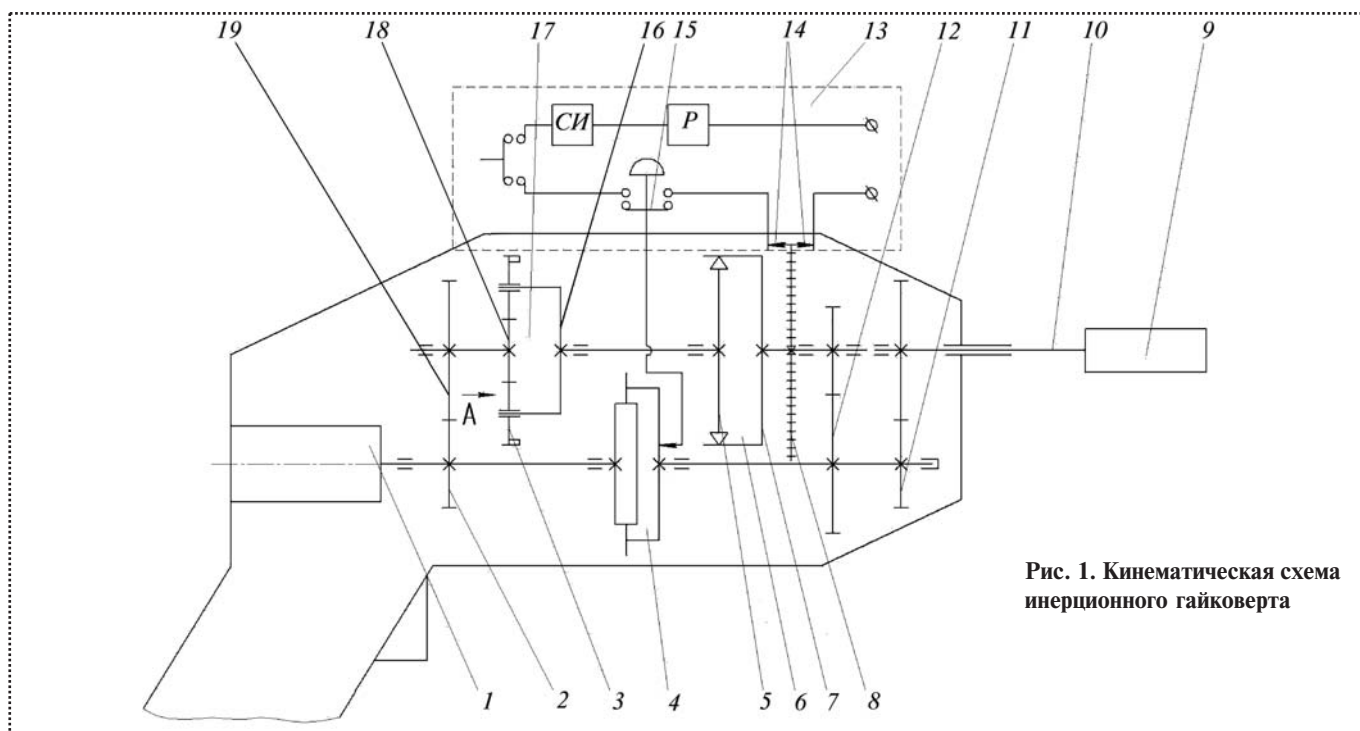 19 18 17 16 14 15 13 12 11 10 9
СИ P
A
Рис. 1. Кинематическая схема
инерционного гайковерта
1 2 3 4 5 6 7 8